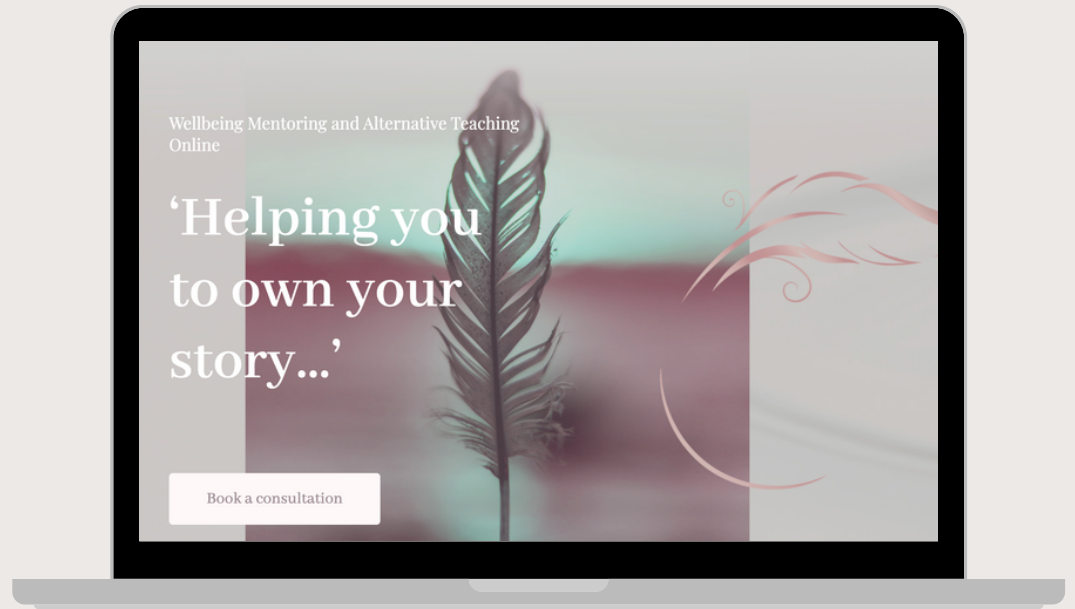 Wellbeing Mentoring and Alternative Teaching
Online
‘Helping you
to own your
story...’
Book a consultation